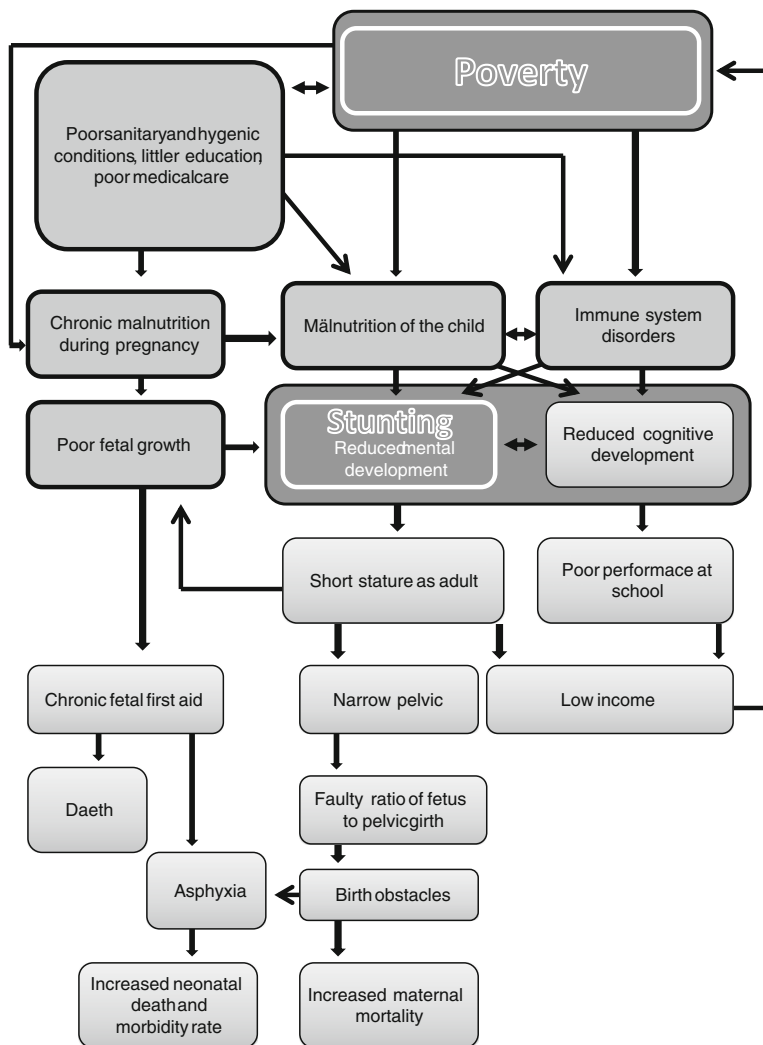 Poverty
Poorsanitaryandhygenic
conditions, littler education,
poor medicalcare
Chronic malnutrition
during pregnancy
Mälnutrition of the child
Immune system
disorders
Poor fetal growth
Stunting
Reducedmental
development
Reduced cognitive
development
Short stature as adult
Poor performace at
school
Chronic fetal first aid
Narrow pelvic
Low income
Daeth
Faulty ratio of fetus
to pelvicgirth
Asphyxia
Birth obstacles
Increased neonatal
death and
morbidity rate
Increased maternal
mortality